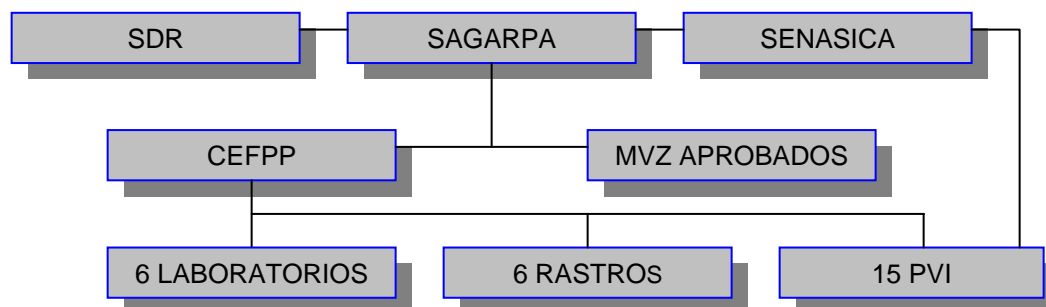 SDR
SAGARPA
SENASICA
CEFPP
MVZ APROBADOS
6 LABORATORIOS
6 RASTROs
15 PVI